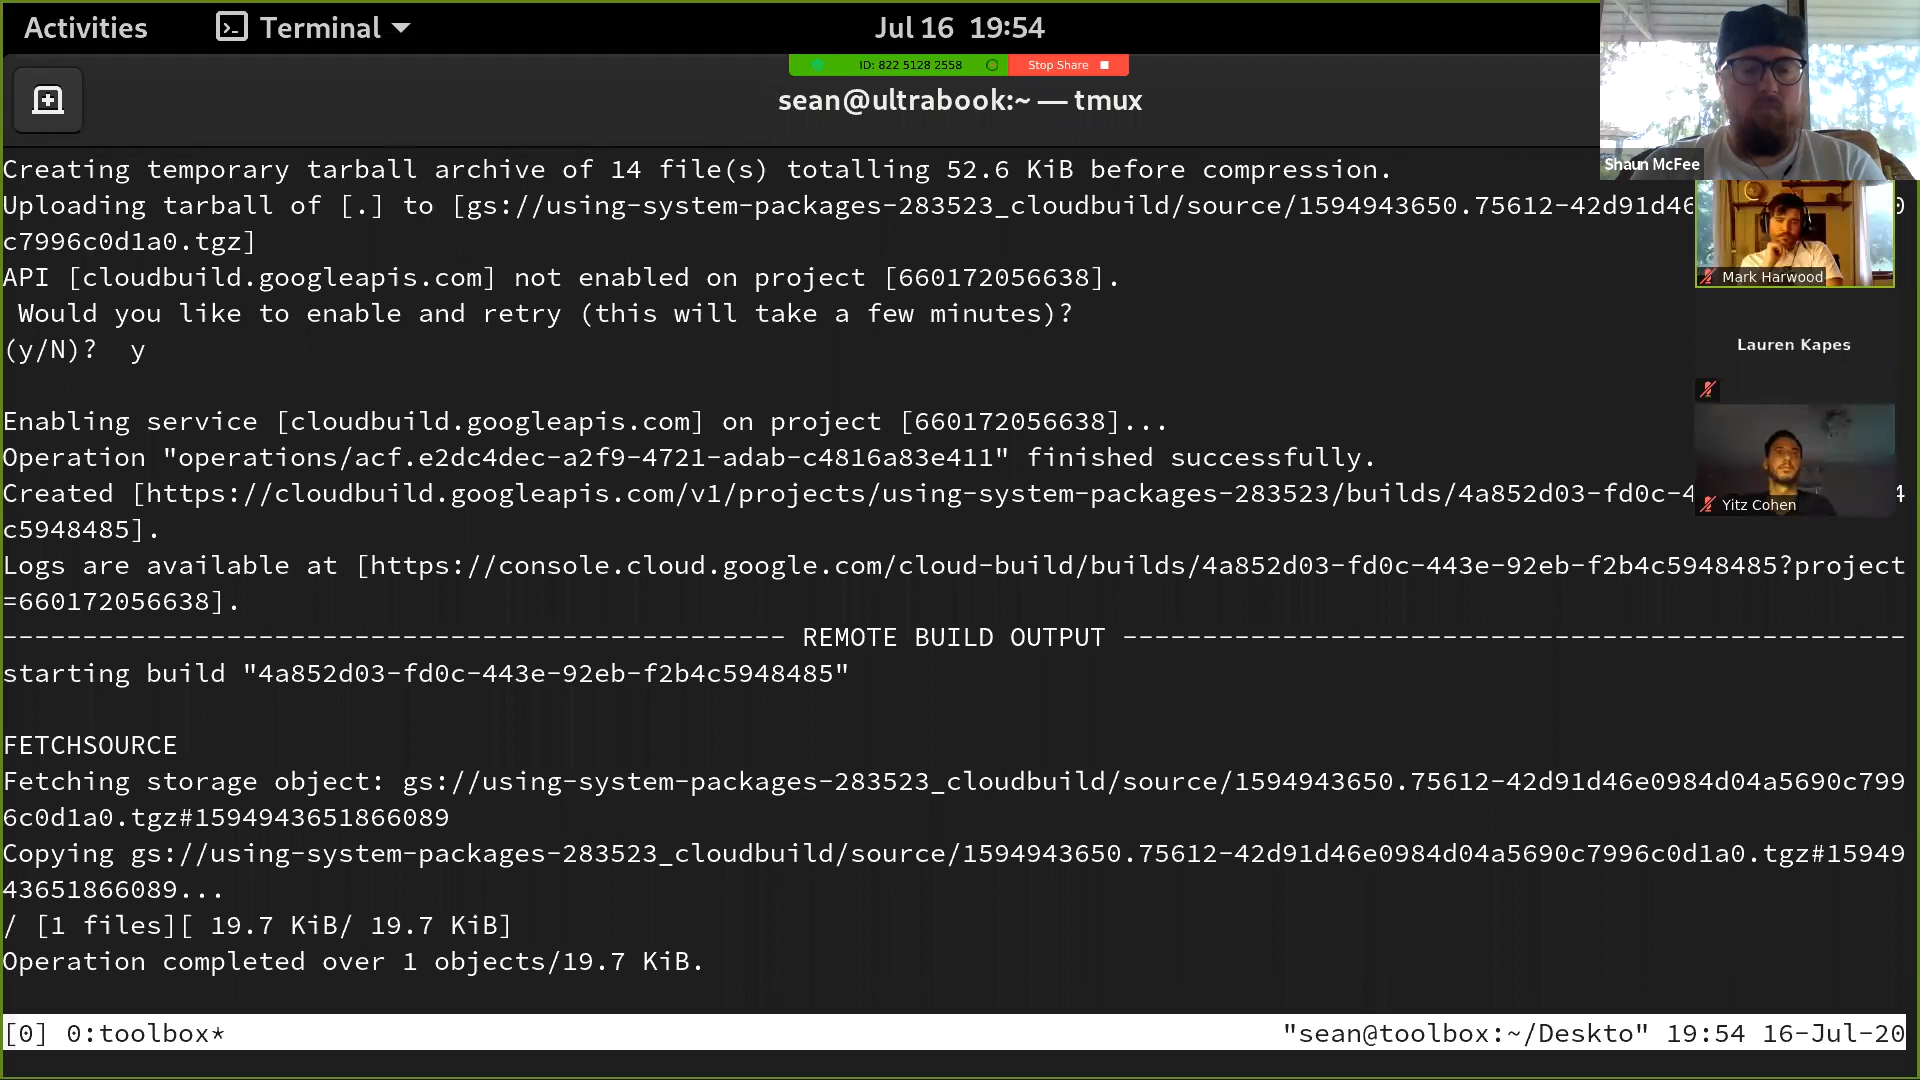 Activities
Terminal
Jul 16 19:54
ID: 822 5128 2558
Stop Share
sean@ultrabook:~ — tmux
Shaun McFee
Creating temporary tarball archive of 14 file(s) totalling 52.6 KiB before compression.
Uploading tarball of [.] to [gs://using-system-packages-283523_cloudbuild/source/1594943650.75612-42d91d46 0
c7996c0d1a0.tgz]
Mark Harwood
API [cloudbuild.googleapis.com] not enabled on project [660172056638].
Would you like to enable and retry (this will take a few minutes)?
(y/N)? y
Lauren Kapes
Enabling service [cloudbuild.googleapis.com] on project [660172056638]...
Operation "operations/acf.e2dc4dec-a2f9-4721-adab-c4816a83e411" finished successfully.
Created [https://cloudbuild.googleapis.com/v1/projects/using-system-packages-283523/builds/4a852d03-fd0c-4 4
Yitz Cohen
c5948485].
Logs are available at [https://console.cloud.google.com/cloud-build/builds/4a852d03-fd0c-443e-92eb-f2b4c5948485?project
=660172056638].
----------------------------------------------- REMOTE BUILD OUTPUT -----------------------------------------------
starting build "4a852d03-fd0c-443e-92eb-f2b4c5948485"
FETCHSOURCE
Fetching storage object: gs://using-system-packages-283523_cloudbuild/source/1594943650.75612-42d91d46e0984d04a5690c799
6c0d1a0.tgz#1594943651866089
Copying gs://using-system-packages-283523_cloudbuild/source/1594943650.75612-42d91d46e0984d04a5690c7996c0d1a0.tgz#15949
43651866089...
/ [1 files][ 19.7 KiB/ 19.7 KiB]
Operation completed over 1 objects/19.7 KiB.
[0] 0:toolbox*
"sean@toolbox:~/Deskto" 19:54 16-Jul-20